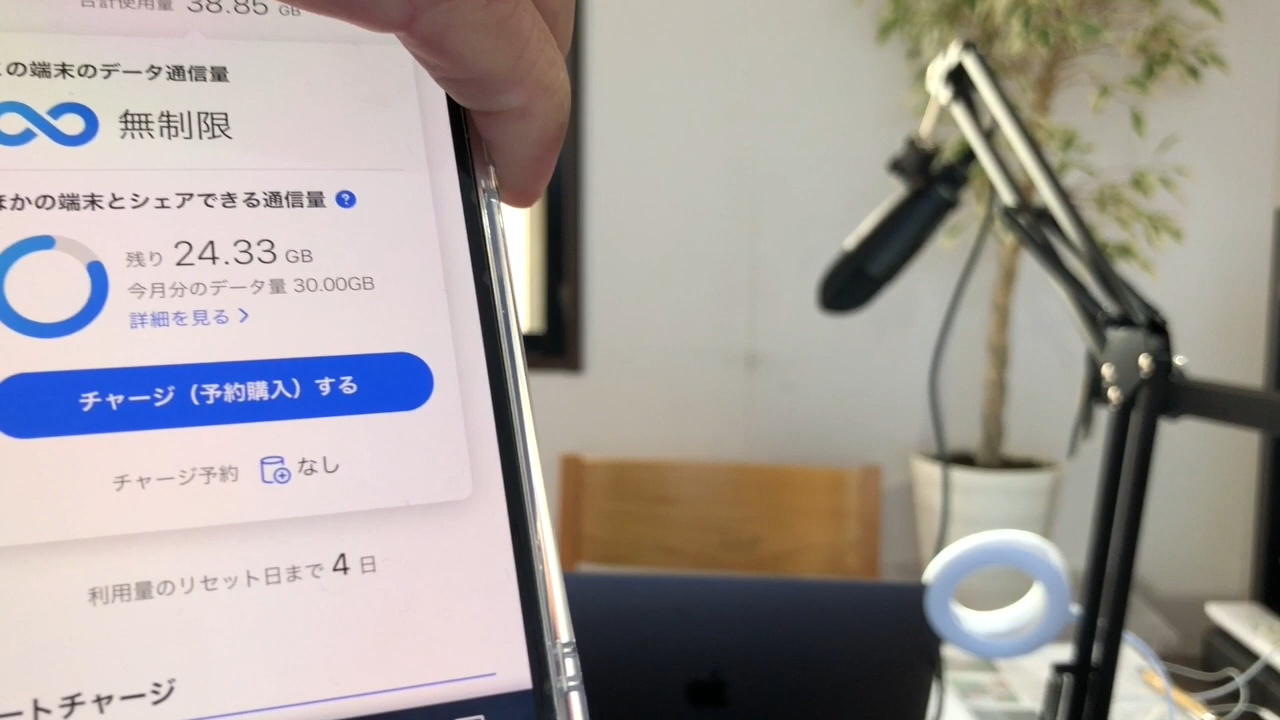 合計使用量 38.85 GB
の端末のデータ通信量
無制限
ほかの端末とシェアできる通信量 ?
残り 24.33 GB
今月分のデータ量 30.00GB
詳細を見る >
チャージ（予約購入）する
チャージ予約 なし
利用量のリセット日まで 4 日
ートチャージ